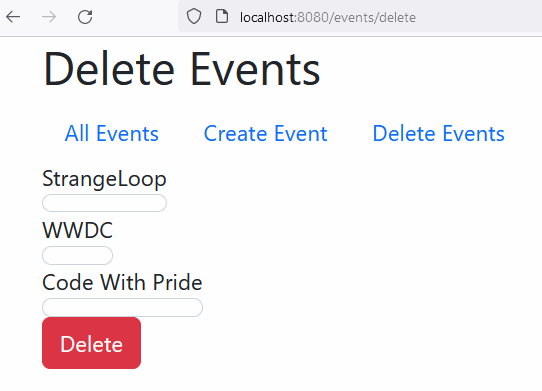 localhost:8080/events/delete
Delete Events
All Events Create Event Delete Events
StrangeLoop
WWDC
Code With Pride
Delete